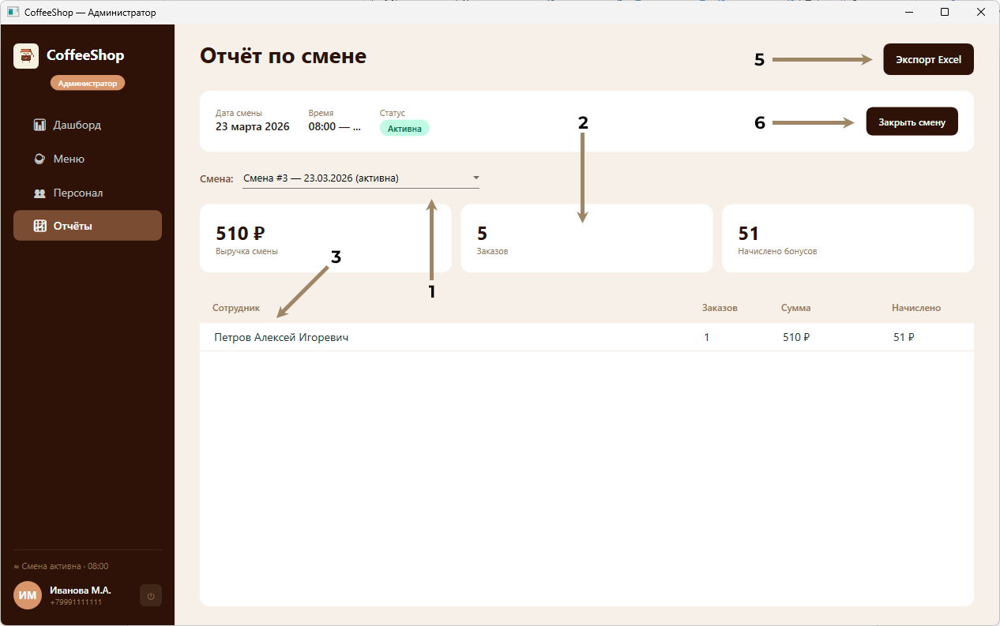 CoffeeShop — Администратор
CoffeeShop
Администратор
Дашборд
Меню
Персонал
Отчёты
≈ Смена активна · 08:00
ИМ
Иванова М.А.
+79991111111
Отчёт по смене
5
Экспорт Excel
Дата смены
23 марта 2026
Время
08:00 — ...
Статус
Активна
2
6
Закрыть смену
Смена:
Смена #3 — 23.03.2026 (активна)
510 ₽
Выручка смены
5
Заказов
51
Начислено бонусов
3
1
Сотрудник
Заказов
Сумма
Начислено
Петров Алексей Игоревич
1
510 ₽
51 ₽